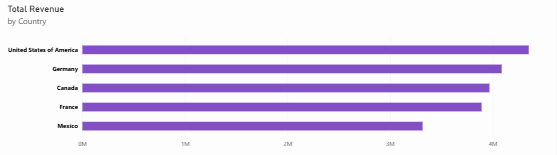 Total Revenue
by Country
United States of America
Germany
Canada
France
Mexico
0M 1M 2M 3M 4M